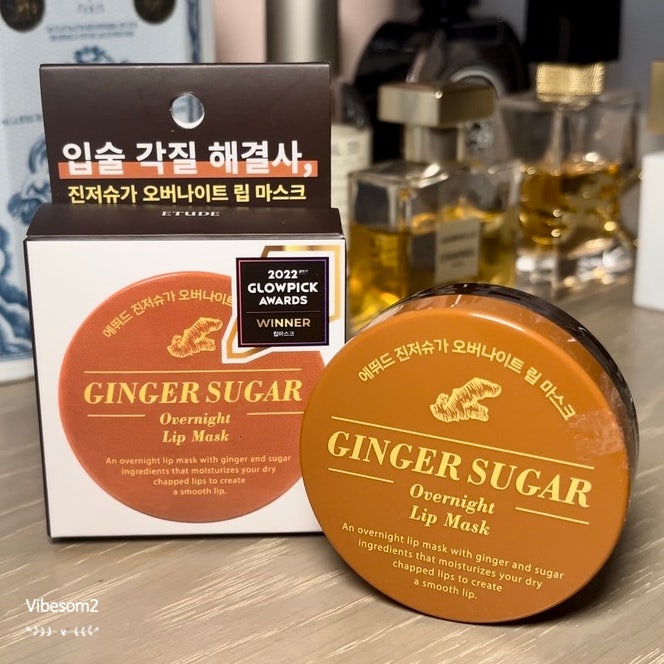 입술 각질 해결사,
진저슈가 오버나이트 립 마스크
ETUDE
2022
GLOWPICK
AWARDS
WINNER
립마스크
에뛰드 진저슈가 오버나이트
GINGER SUGAR
Overnight
Lip Mask
An overnight lip mask with ginger and sugar
ingredients that moisturizes your dry
chapped lips to create
a smooth lip.
에뛰드 진저슈가 오버나이트 립 마스크
GINGER SUGAR
Overnight
Lip Mask
An overnight lip mask with ginger and sugar
ingredients that moisturizes your dry
chapped lips to create
a smooth lip.
CHANEL
PARIS
Vibesom2